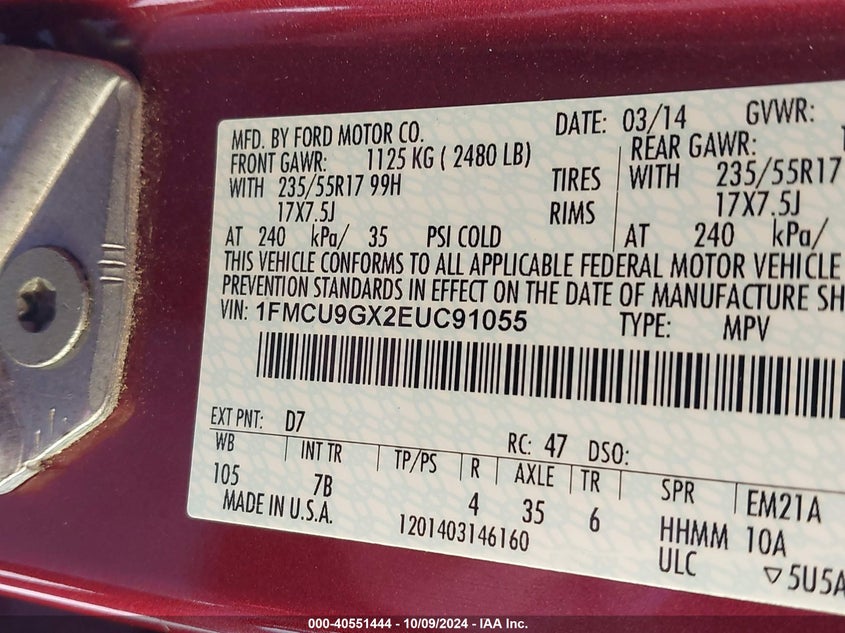 MFD. BY FORD MOTOR CO. DATE: 03/14 GVWR:
FRONT GAWR: 1125 KG ( 2480 LB) REAR GAWR:
WITH 235/55R17 99H TIRES WITH 235/55R17
17X7.5J RIMS 17X7.5J
AT 240 kPa/ 35 PSI COLD AT 240 kPa/
THIS VEHICLE CONFORMS TO ALL APPLICABLE FEDERAL MOTOR VEHICLE
PREVENTION STANDARDS IN EFFECT ON THE DATE OF MANUFACTURE SH
VIN: 1FMCU9GX2EUC91055 TYPE: MPV
EXT PNT: D7 RC: 47 DSO:
WB INT TR TP/PS R AXLE TR SPR EM21A
105 7B 4 35 6 HHMM 10A
MADE IN U.S.A. 1201403146160 ULC ▽5U5A
000-40551444 - 10/09/2024 - IAA Inc.